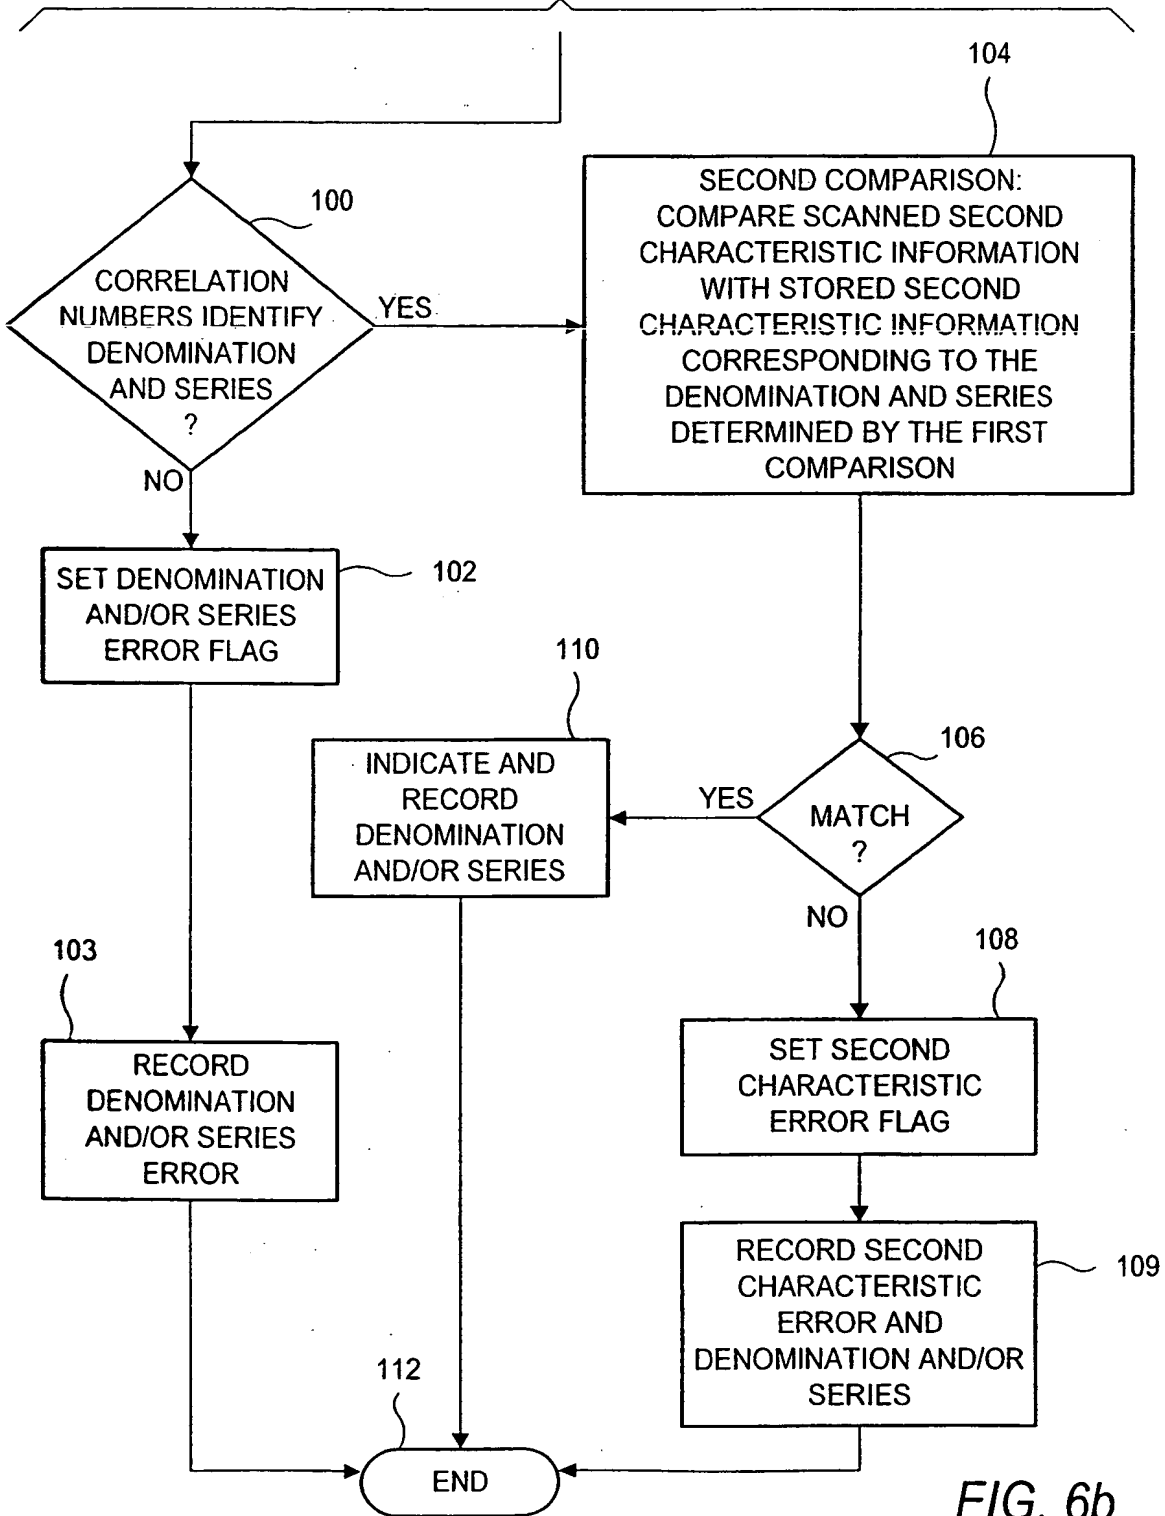 104
100
SECOND COMPARISON:
COMPARE SCANNED SECOND
CHARACTERISTIC INFORMATION
WITH STORED SECOND
CHARACTERISTIC INFORMATION
CORRESPONDING TO THE
DENOMINATION AND SERIES
DETERMINED BY THE FIRST
COMPARISON
CORRELATION
NUMBERS IDENTIFY
DENOMINATION
AND SERIES
?
YES
NO
102
SET DENOMINATION
AND/OR SERIES
ERROR FLAG
110
INDICATE AND
RECORD
DENOMINATION
AND/OR SERIES
106
YES
MATCH
?
NO
103
RECORD
DENOMINATION
AND/OR SERIES
ERROR
108
SET SECOND
CHARACTERISTIC
ERROR FLAG
109
RECORD SECOND
CHARACTERISTIC
ERROR AND
DENOMINATION AND/OR
SERIES
112
END
FIG. 6b